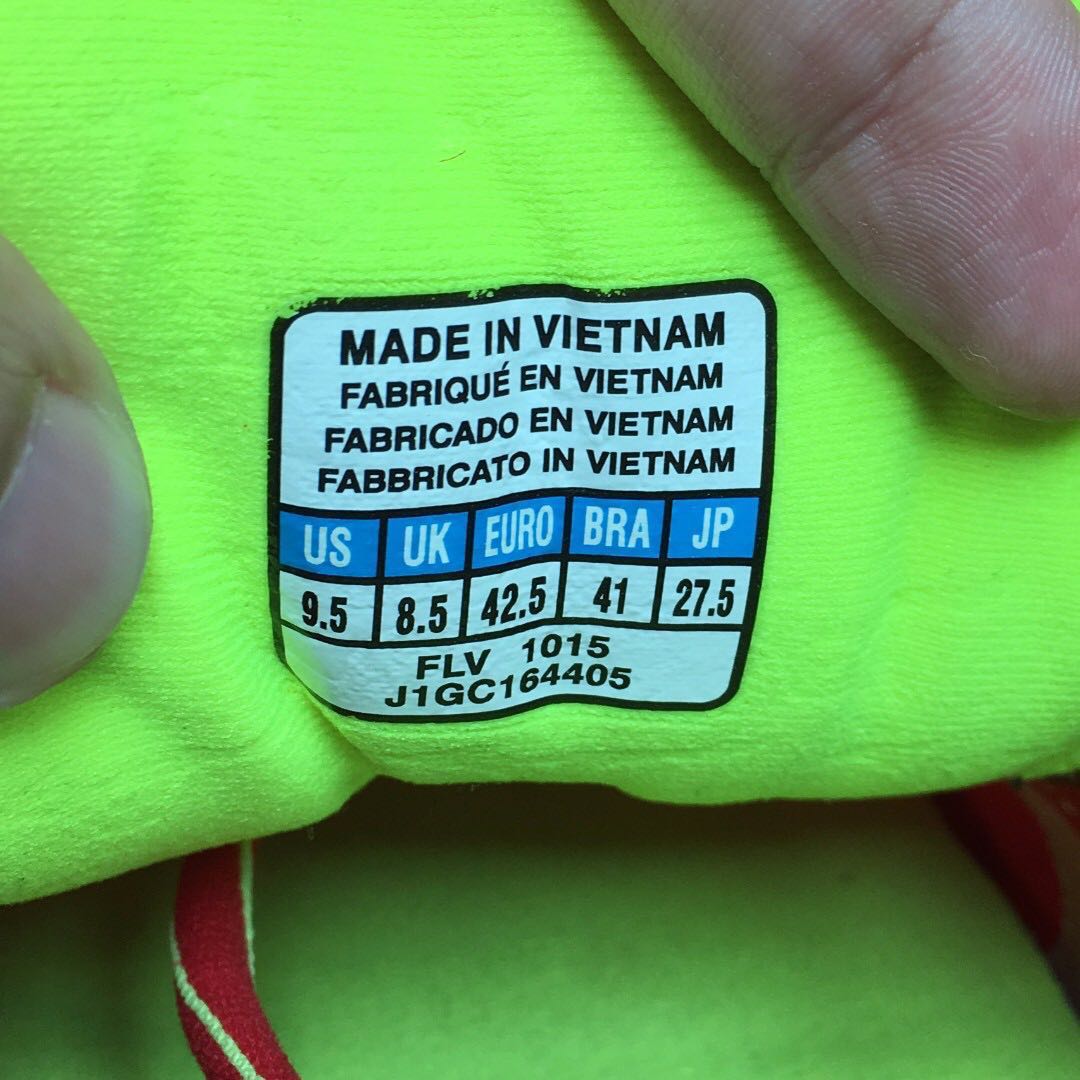 MADE IN VIETNAM
FABRIQUÉ EN VIETNAM
FABRICADO EN VIETNAM
FABBRICATO IN VIETNAM
US UK EURO BRA JP
9.5 8.5 42.5 41 27.5
FLV 1015
J1GC164405